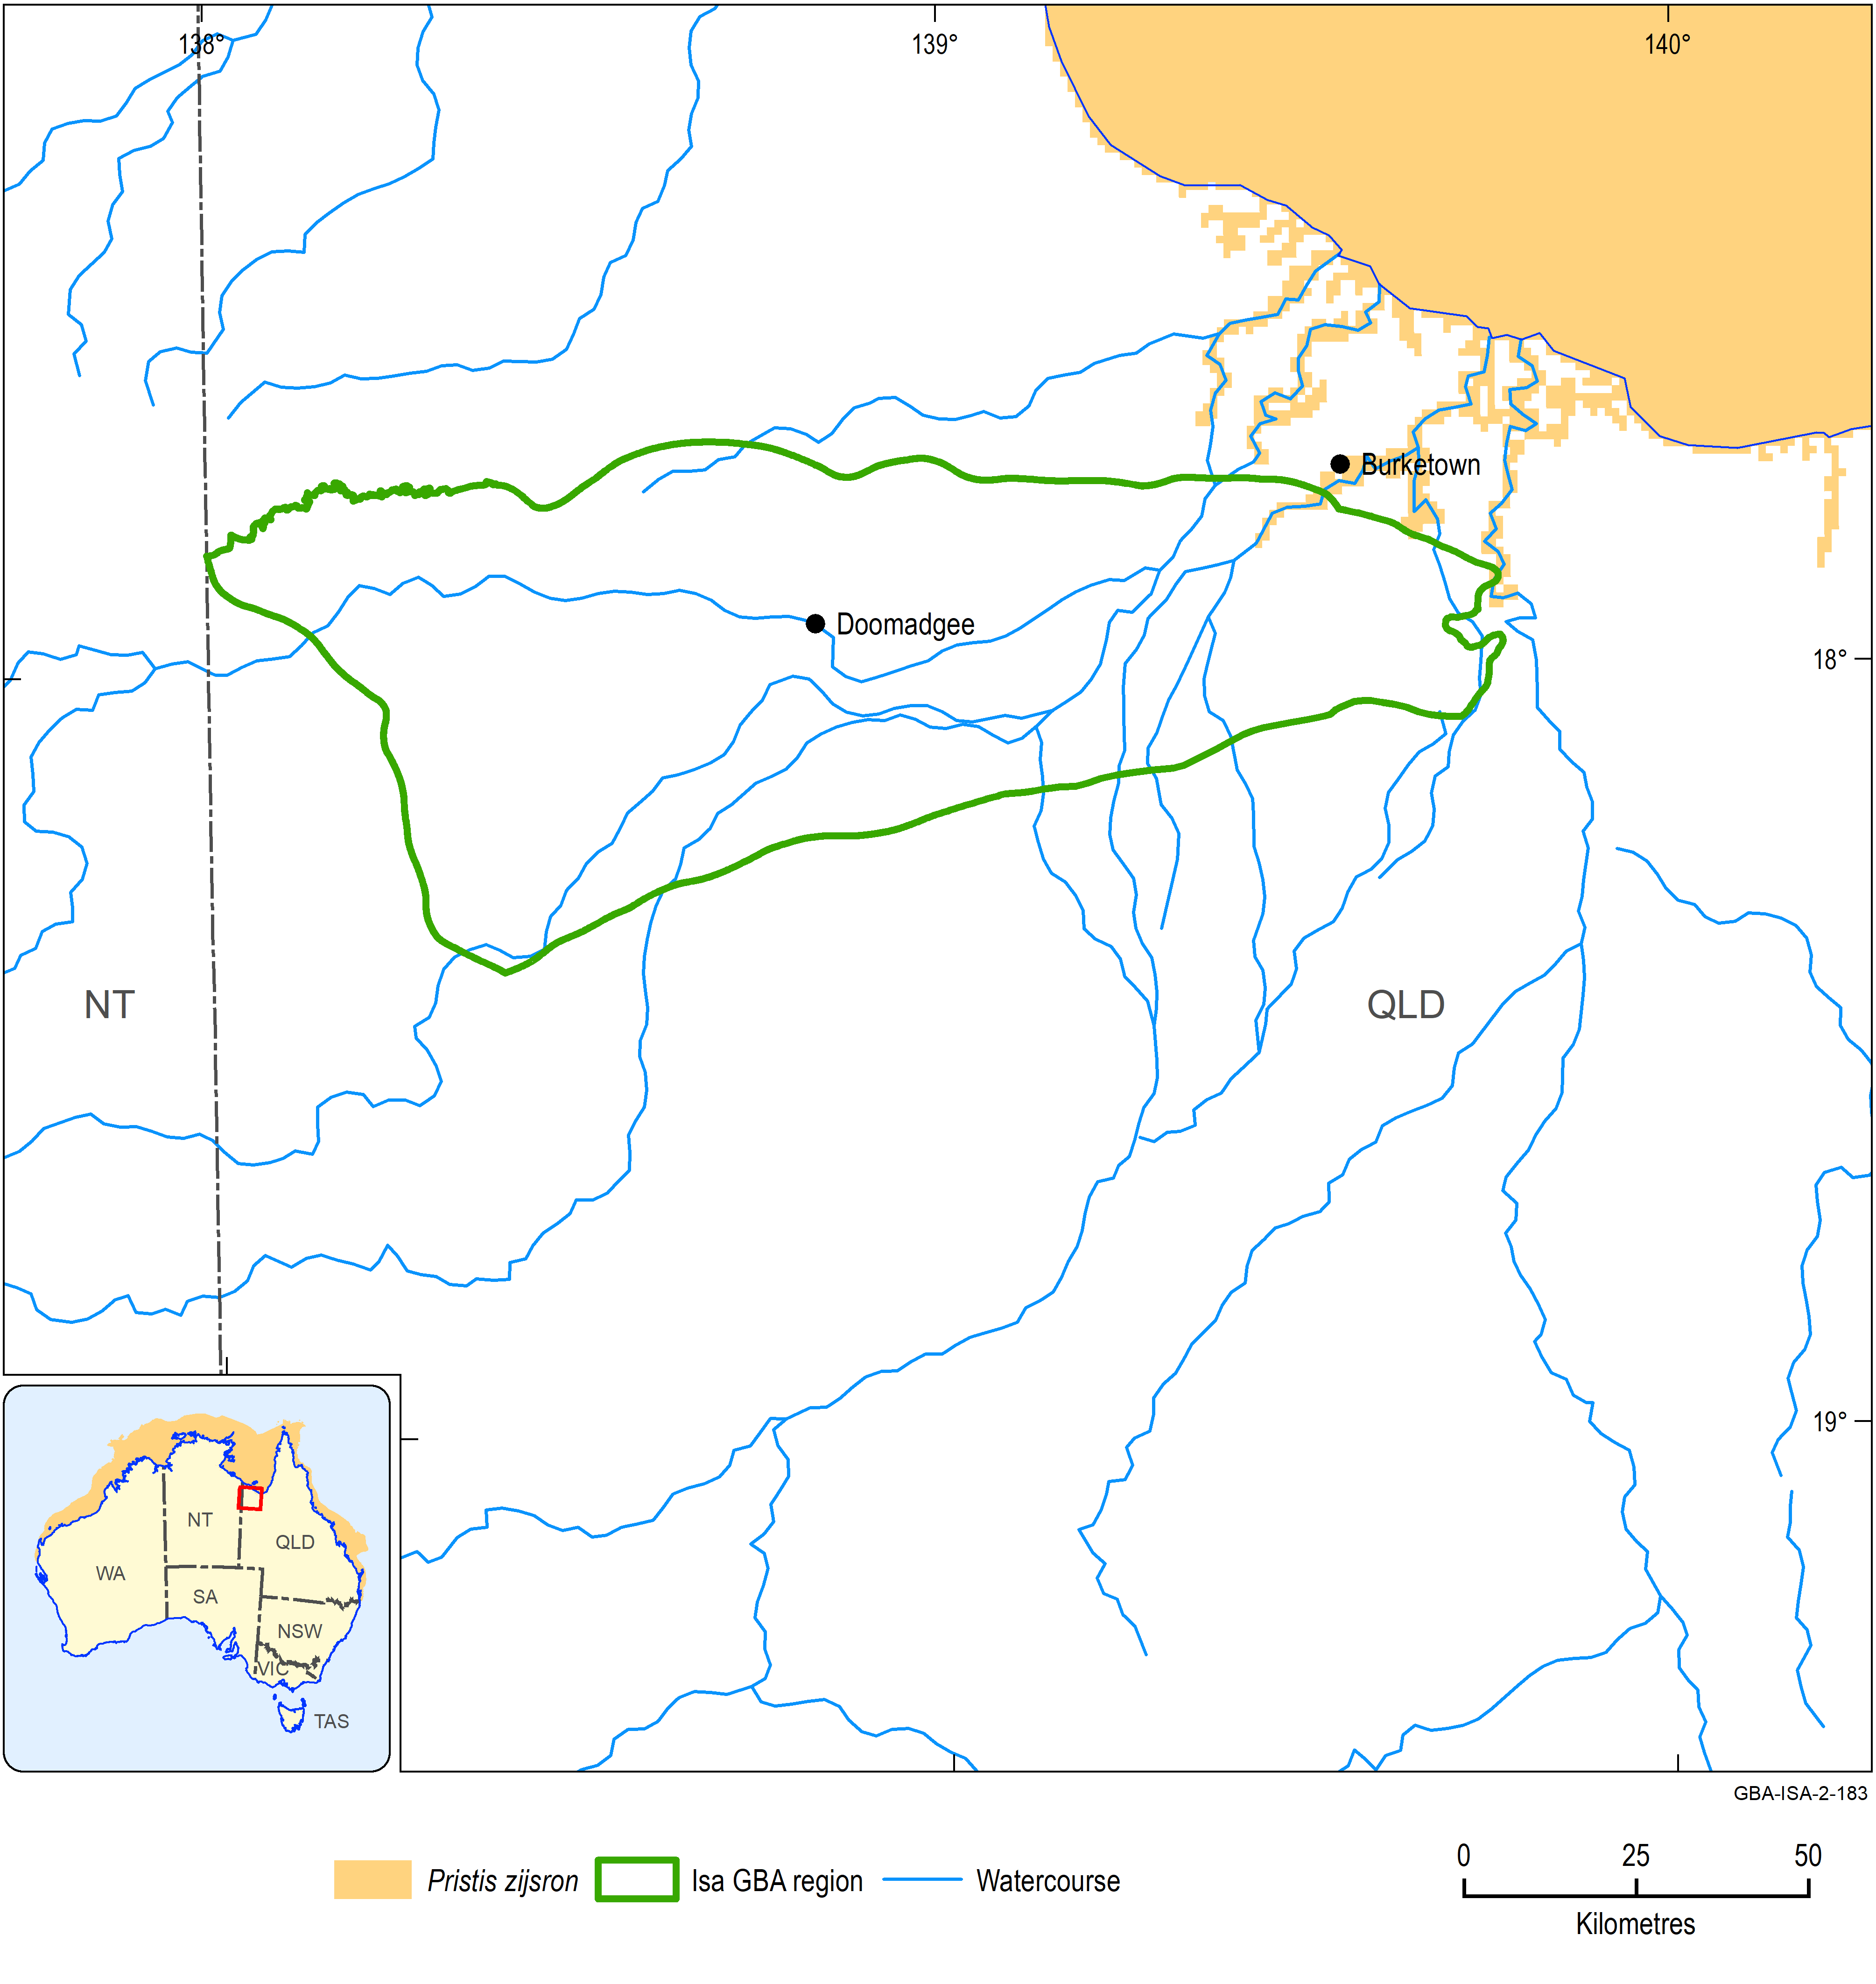 138°
139°
140°
Burketown
Doomadgee
18°
NT
QLD
19°
NT
QLD
WA
SA
NSW
VIC
TAS
GBA-ISA-2-183
Pristis zijsron
Isa GBA region
Watercourse
0 25 50
Kilometres